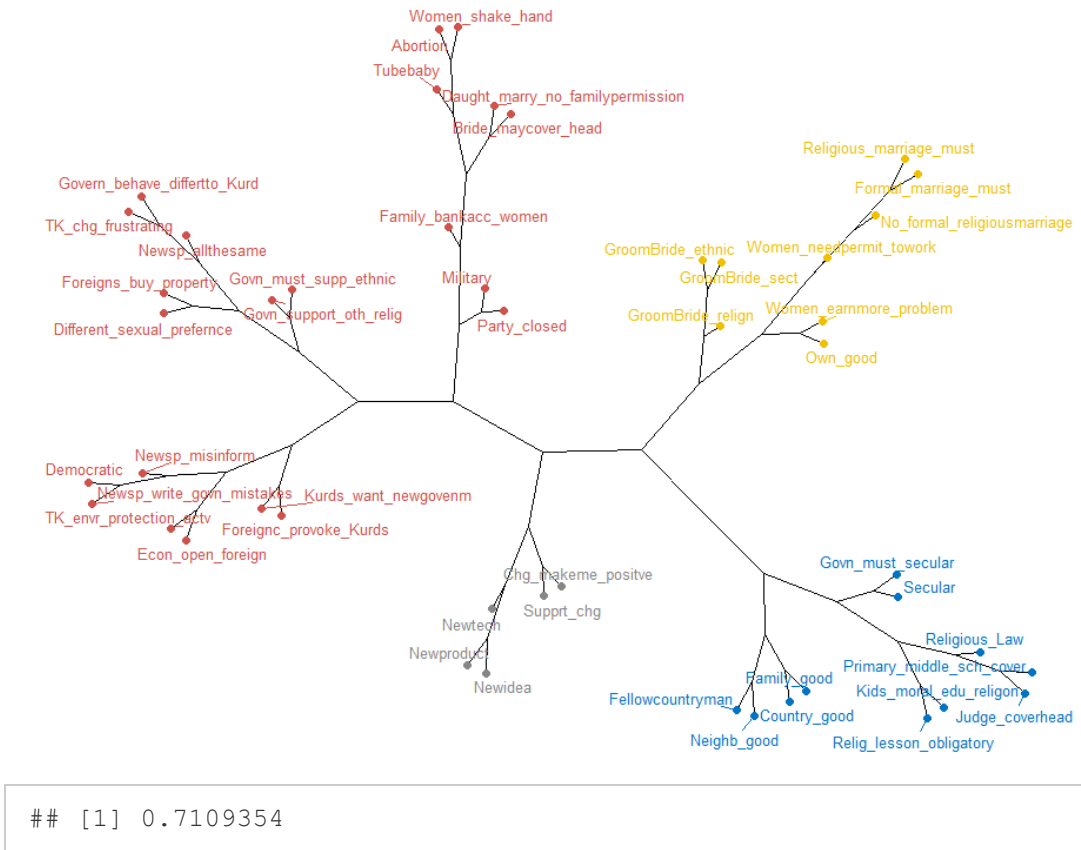 Women_shake_hand
Abortion
Tubebaby
Daught_marry_no_familypermission
Bride_maycover_head
Religious_marriage_must
Formal_marriage_must
Govern_behave_differtto_Kurd
TK_chg_frustrating
Newsp_allthesame
Family_bankacc_women
No_formal_religiousmarriage
GroomBride_ethnic
Women_needpermit_towork
Foreigns_buy_property
Govn_must_supp_ethnic
Military
GroomBride_sect
Different_sexual_prefernce
Govn_support_oth_relig
Party_closed
GroomBride_relign
Women_earnmore_problem
Own_good
Newsp_misinform
Democratic
Newsp_write_govn_mistakes
Kurds_want_newgovenm
TK_envr_protection_actv
Foreignc_provoke_Kurds
Econ_open_foreign
Chg_makeme_positve
Govn_must_secular
Secular
Supprt_chg
Newtech
Newproduct
Newidea
Religious_Law
Primary_middle_sch_cover
Family_good
Kids_moral_edu_religon
Fellowcountryman
Country_good
Judge_coverhead
Neighb_good
Relig_lesson_obligatory
## [1] 0.7109354